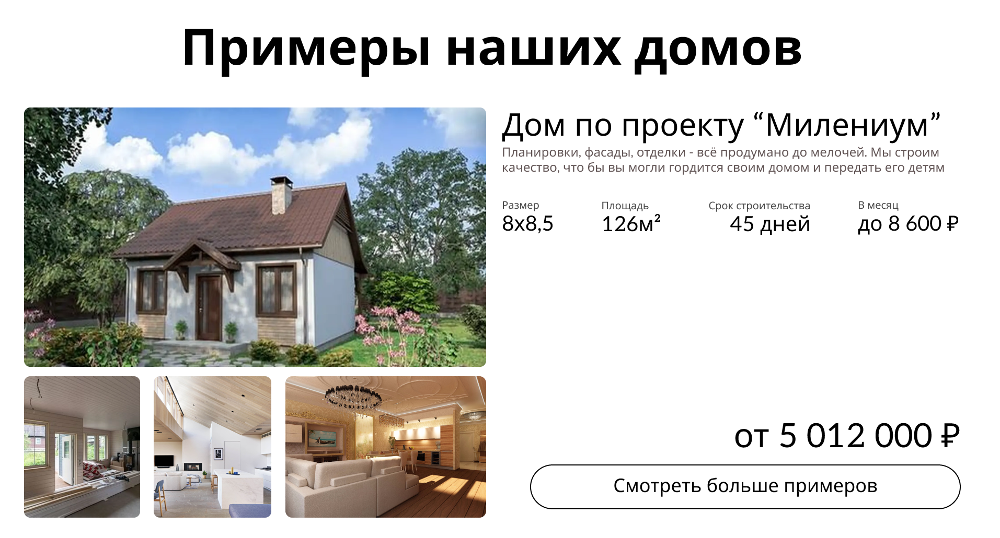 Примеры наших домов
Дом по проекту “Милениум”
Планировки, фасады, отделки - всё продумано до мелочей. Мы строим
качество, что бы вы могли гордится своим домом и передать его детям
Размер
8х8,5
Площадь
126м²
Срок строительства
45 дней
В месяц
до 8 600 ₽
от 5 012 000 ₽
Смотреть больше примеров